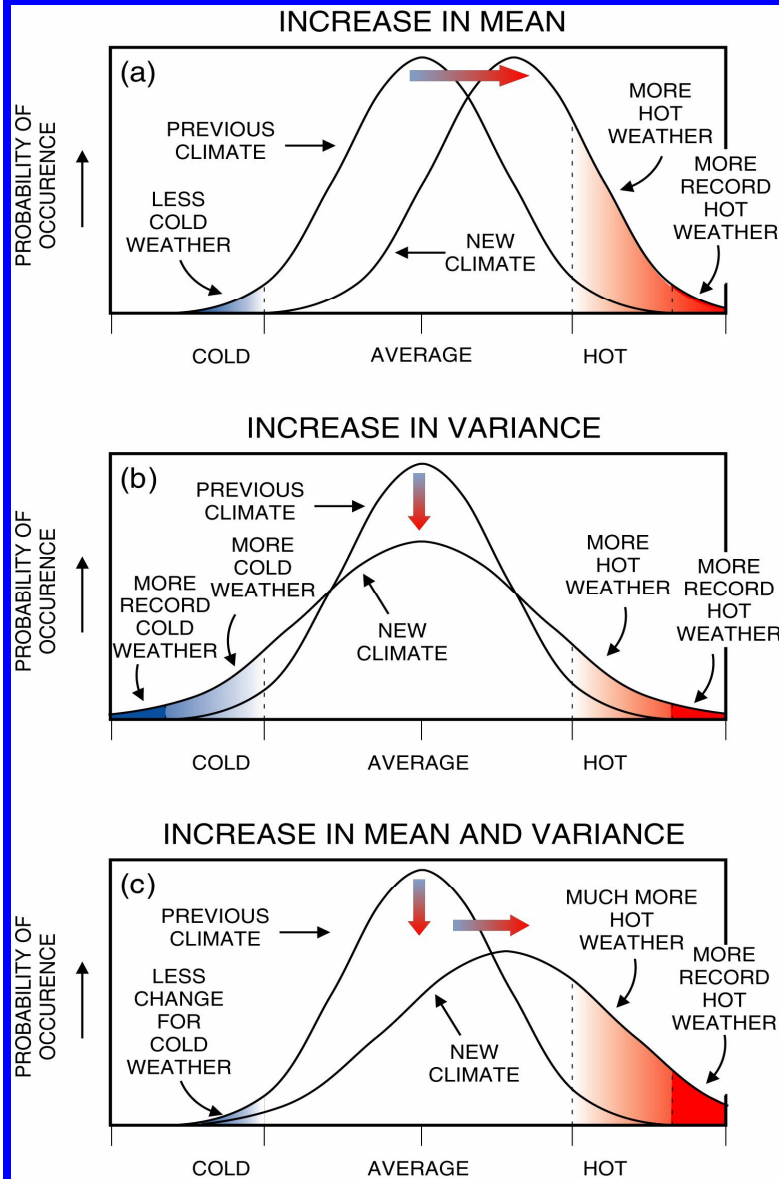 INCREASE IN MEAN
(a)
PROBABILITY OF
OCCURENCE
PREVIOUS
CLIMATE
LESS
COLD
WEATHER
NEW
CLIMATE
MORE
HOT
WEATHER
MORE
RECORD
HOT
WEATHER
COLD
AVERAGE
HOT
INCREASE IN VARIANCE
(b)
PROBABILITY OF
OCCURENCE
PREVIOUS
CLIMATE
MORE
COLD
WEATHER
MORE
RECORD
COLD
WEATHER
NEW
CLIMATE
MORE
HOT
WEATHER
MORE
RECORD
HOT
WEATHER
COLD
AVERAGE
HOT
INCREASE IN MEAN AND VARIANCE
(c)
PROBABILITY OF
OCCURENCE
PREVIOUS
CLIMATE
LESS
CHANGE
FOR
COLD
WEATHER
NEW
CLIMATE
MUCH MORE
HOT
WEATHER
MORE
RECORD
HOT
WEATHER
COLD
AVERAGE
HOT